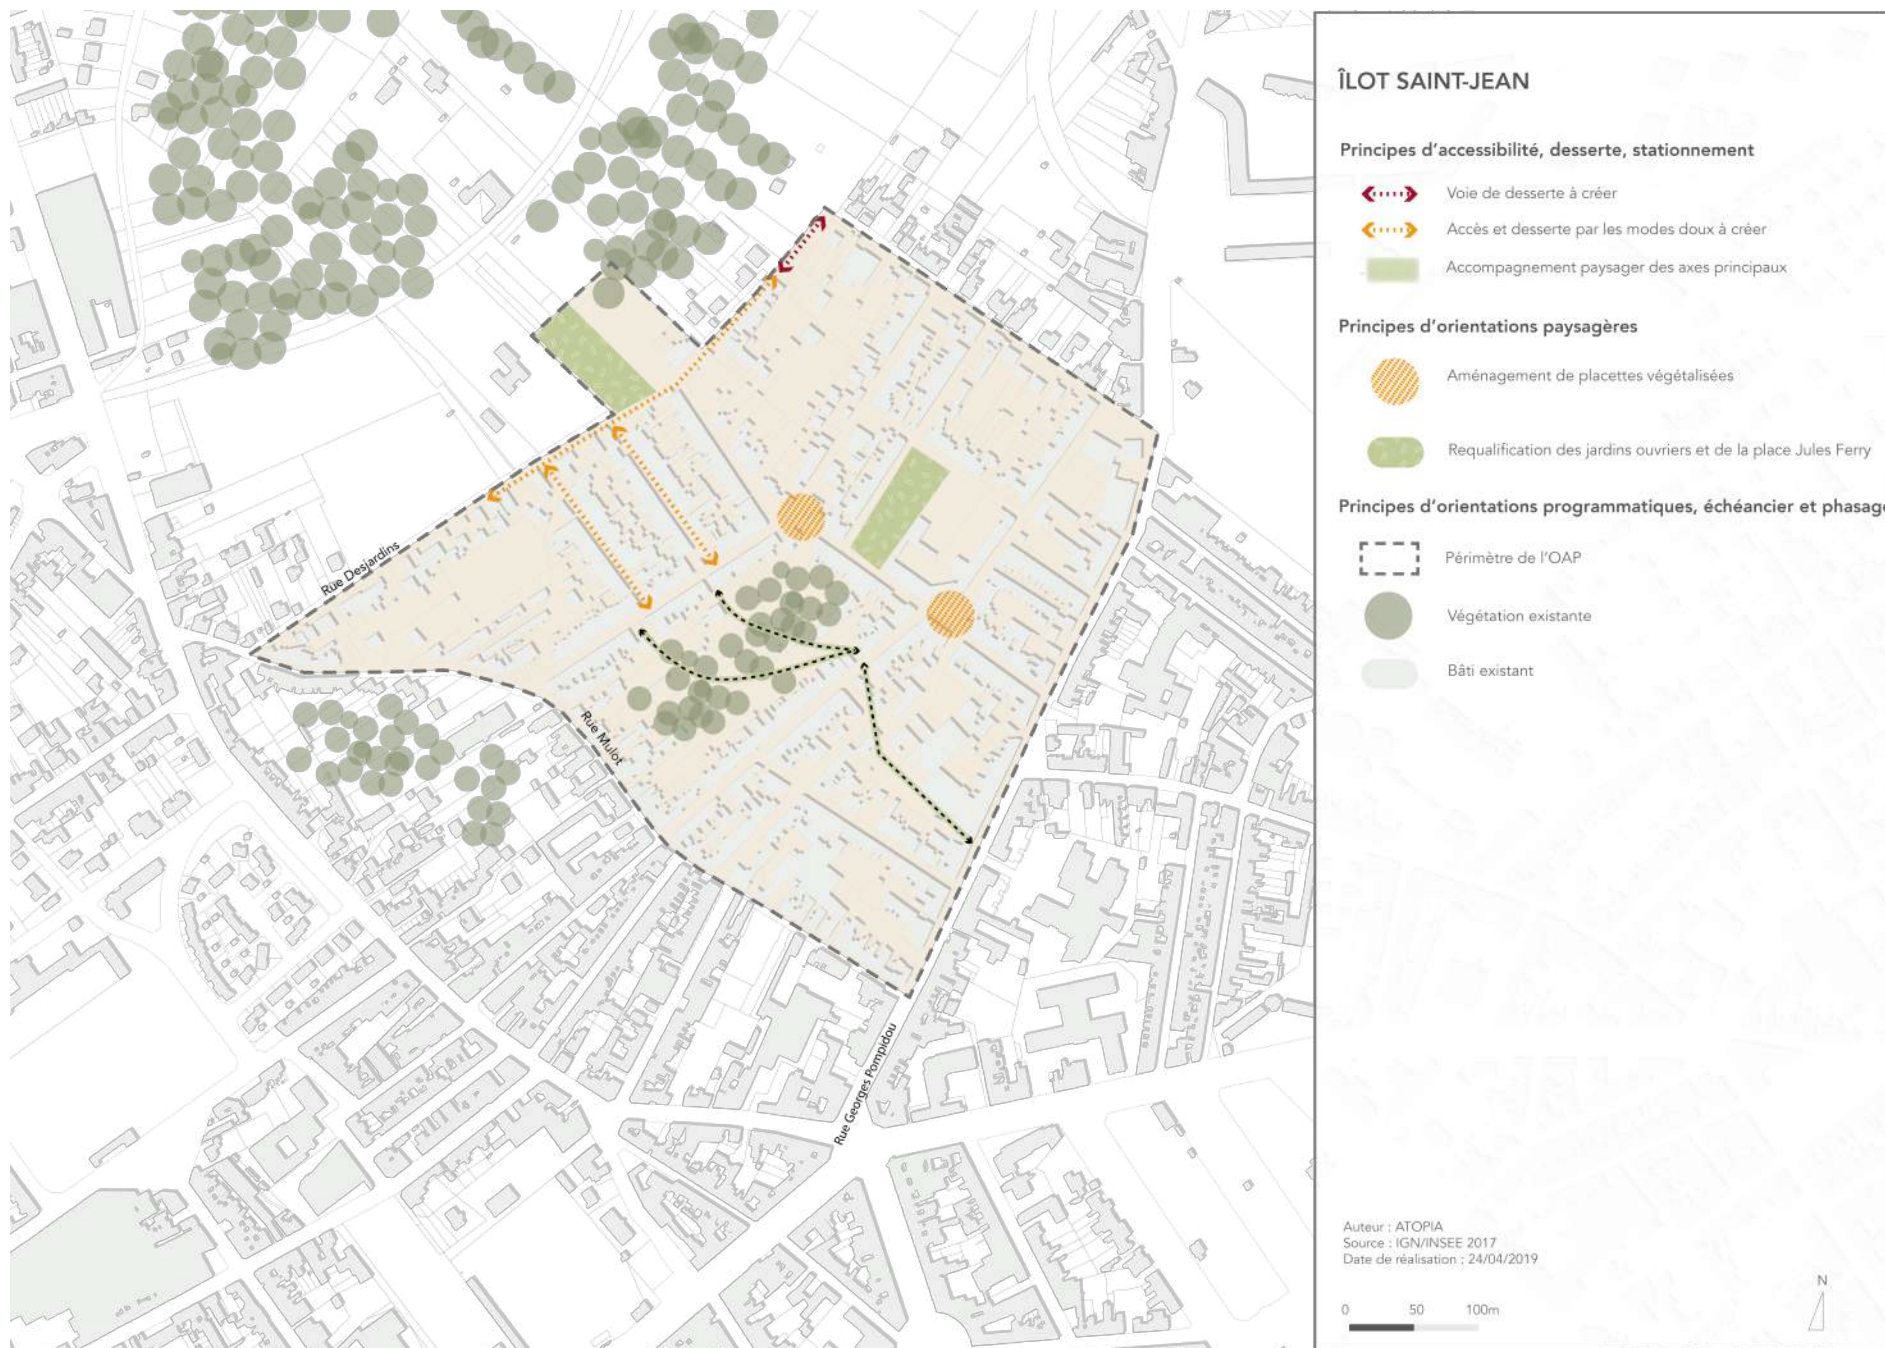 ÎLOT SAINT-JEAN
Principes d'accessibilité, desserte, stationnement
Voie de desserte à créer
Accès et desserte par les modes doux à créer
Accompagnement paysager des axes principaux
Principes d'orientations paysagères
Aménagement de placettes végétalisées
Requalification des jardins ouvriers et de la place Jules Ferry
Principes d'orientations programmatiques, échéancier et phasage
Périmètre de l'OAP
Végétation existante
Bâti existant
Rue Desjardins
Rue Mulot
Rue Georges Pompidou
Auteur : ATOPIA
Source : IGN/INSEE 2017
Date de réalisation : 24/04/2019
N
0 50 100m